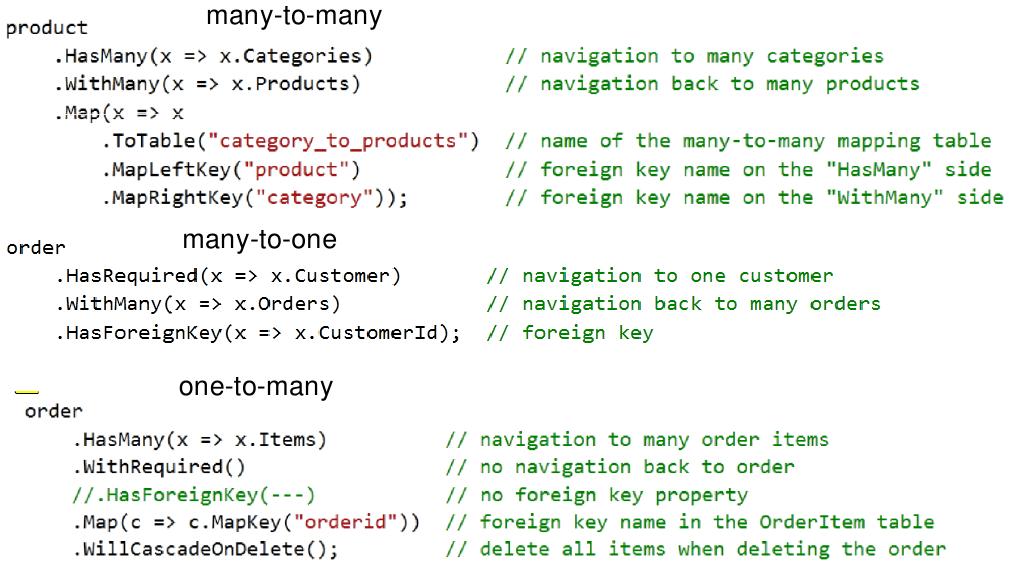 many-to-many
product
.HasMany(x => x.Categories) // navigation to many categories
.WithMany(x => x.Products) // navigation back to many products
.Map(x => x
.ToTable("category_to_products") // name of the many-to-many mapping table
.MapLeftKey("product") // foreign key name on the "HasMany" side
.MapRightKey("category")); // foreign key name on the "WithMany" side
many-to-one
order
.HasRequired(x => x.Customer) // navigation to one customer
.WithMany(x => x.Orders) // navigation back to many orders
.HasForeignKey(x => x.CustomerId); // foreign key
one-to-many
order
.HasMany(x => x.Items) // navigation to many order items
.WithRequired() // no navigation back to order
//.HasForeignKey(---) // no foreign key property
.Map(c => c.MapKey("orderid")) // foreign key name in the OrderItem table
.WillCascadeOnDelete(); // delete all items when deleting the order